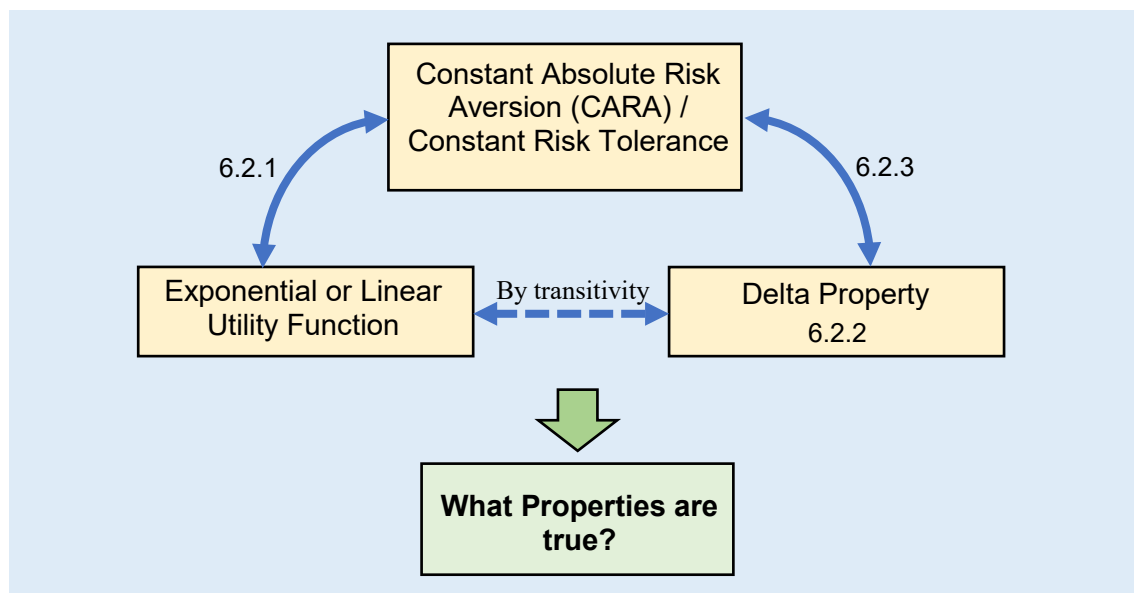 Constant Absolute Risk
Aversion (CARA) /
Constant Risk Tolerance
6.2.1
6.2.3
Exponential or Linear
Utility Function
By transitivity
Delta Property
6.2.2
What Properties are
true?